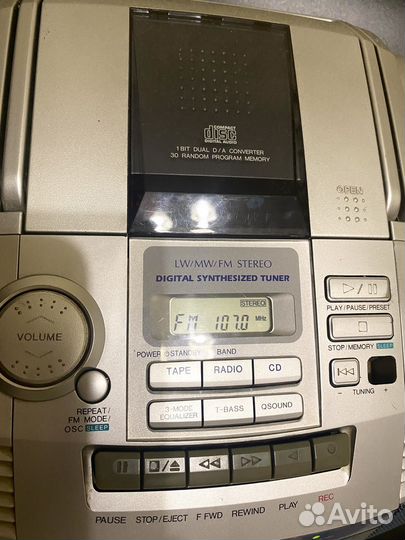 COMPACT
disc
DIGITAL AUDIO
1 BIT DUAL D/A CONVERTER
30 RANDOM PROGRAM MEMORY
OPEN
LW/MW/FM STEREO
DIGITAL SYNTHESIZED TUNER
STEREO
FM 107.0 MHz
PLAY/PAUSE/PRESET
STOP/MEMORY SLEEP
- TUNING +
VOLUME
POWER STANDBY BAND
TAPE RADIO CD
3-MODE EQUALIZER T-BASS QSOUND
REPEAT/
FM MODE/
OSC SLEEP
PAUSE STOP/EJECT F FWD REWIND PLAY REC
Avito